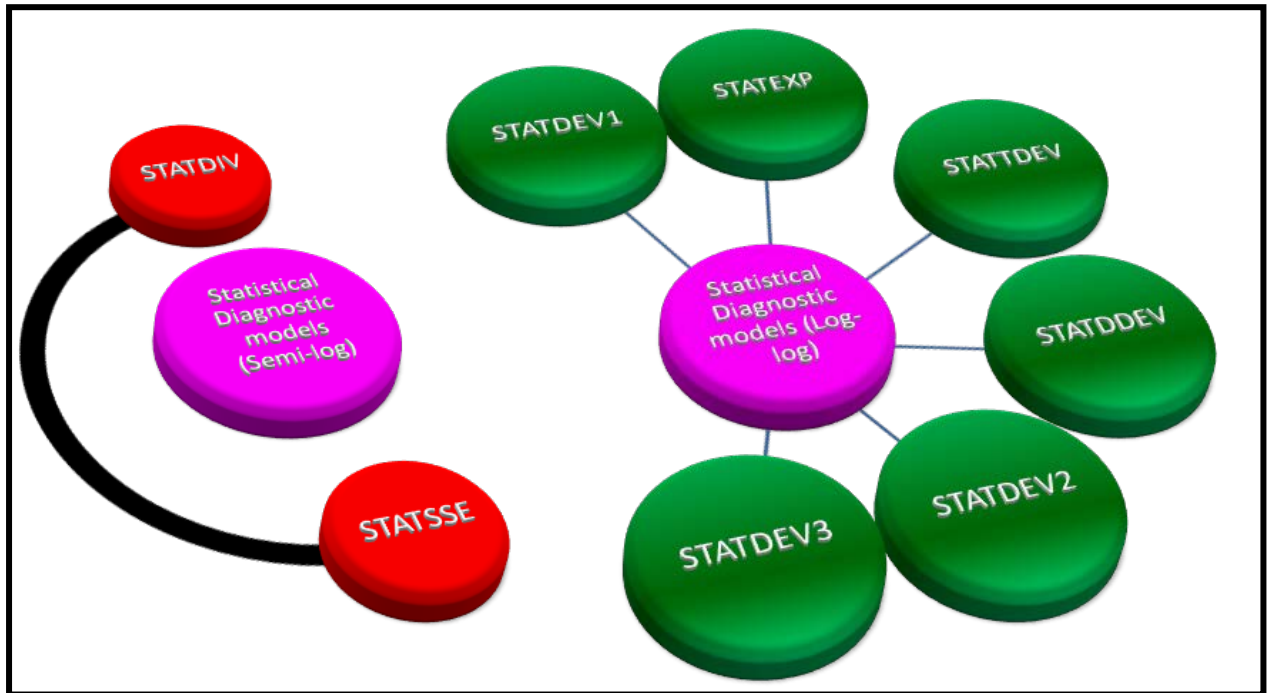 STATDIV
Statistical
Diagnostic
models
(Semi-log)
STATSSE
STATDEV1
STATEXP
STATTDEV
Statistical
Diagnostic
models (Log-
log)
STATDDEV
STATDEV2
STATDEV3